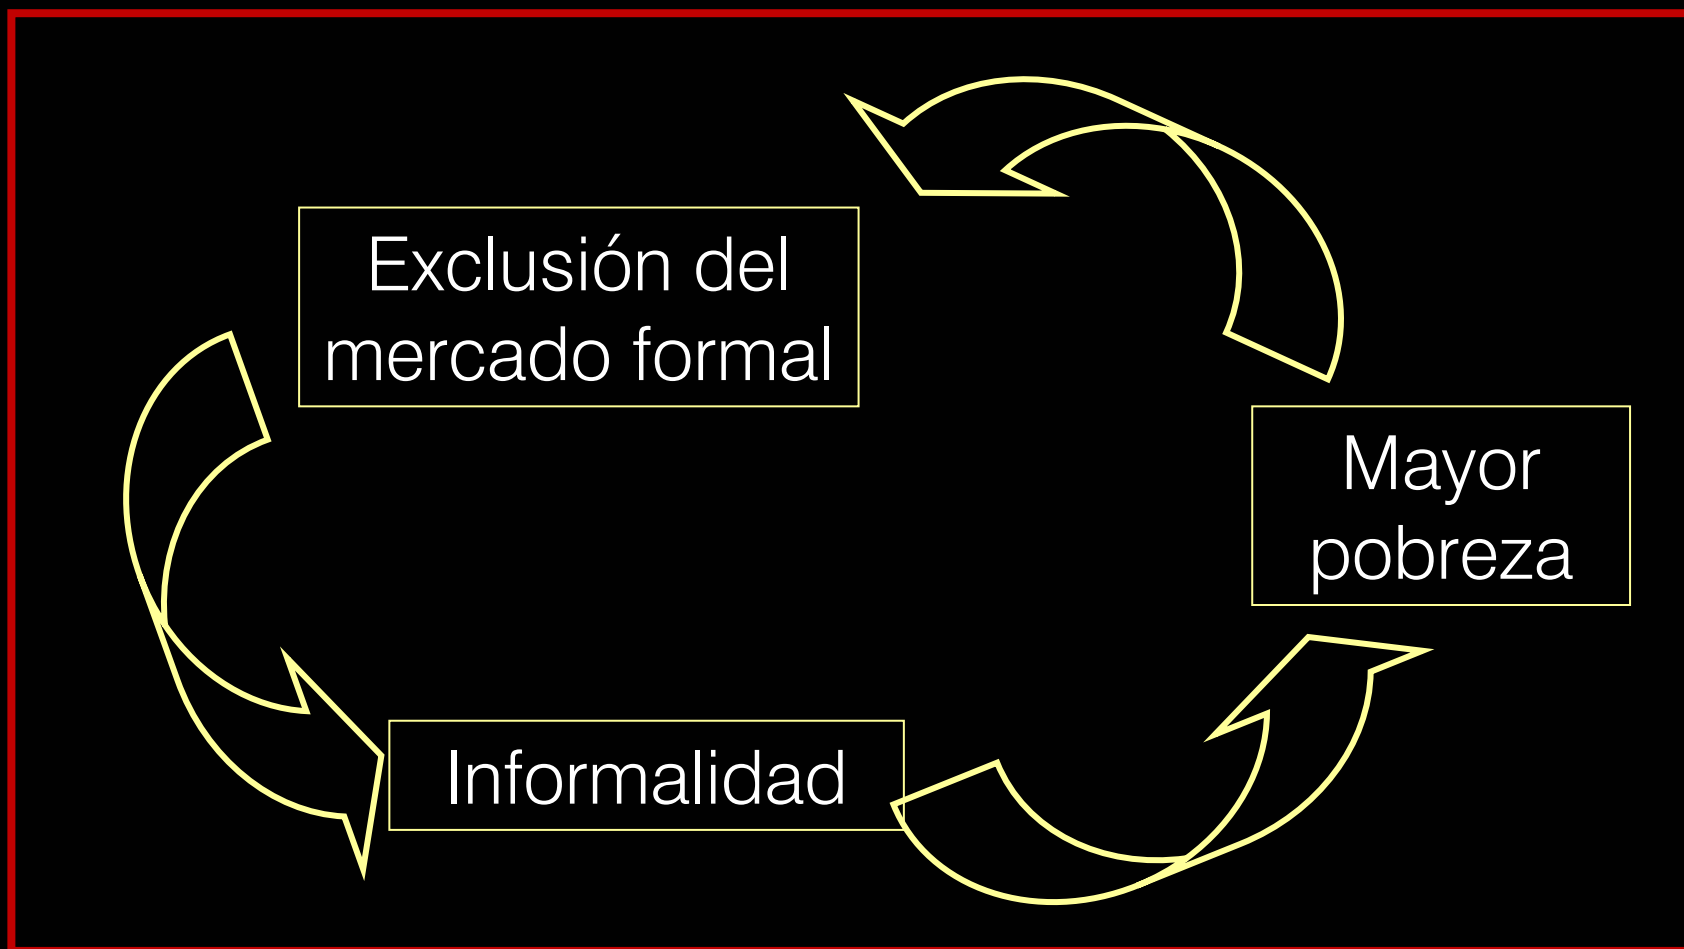 Exclusión del
mercado formal
Mayor
pobreza
Informalidad